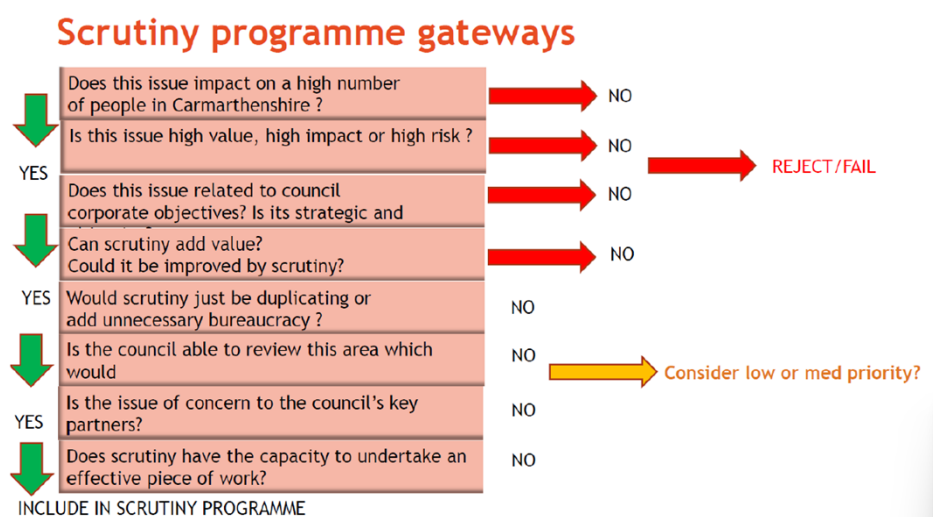 Scrutiny programme gateways
Does this issue impact on a high number
of people in Carmarthenshire ?
NO
Is this issue high value, high impact or high risk ?
NO
YES
REJECT/FAIL
Does this issue related to council
corporate objectives? Is its strategic and
NO
Can scrutiny add value?
Could it be improved by scrutiny?
NO
YES
Would scrutiny just be duplicating or
add unnecessary bureaucracy ?
NO
Is the council able to review this area which
would
NO
Consider low or med priority?
Is the issue of concern to the council's key
partners?
NO
YES
Does scrutiny have the capacity to undertake an
effective piece of work?
NO
INCLUDE IN SCRUTINY PROGRAMME